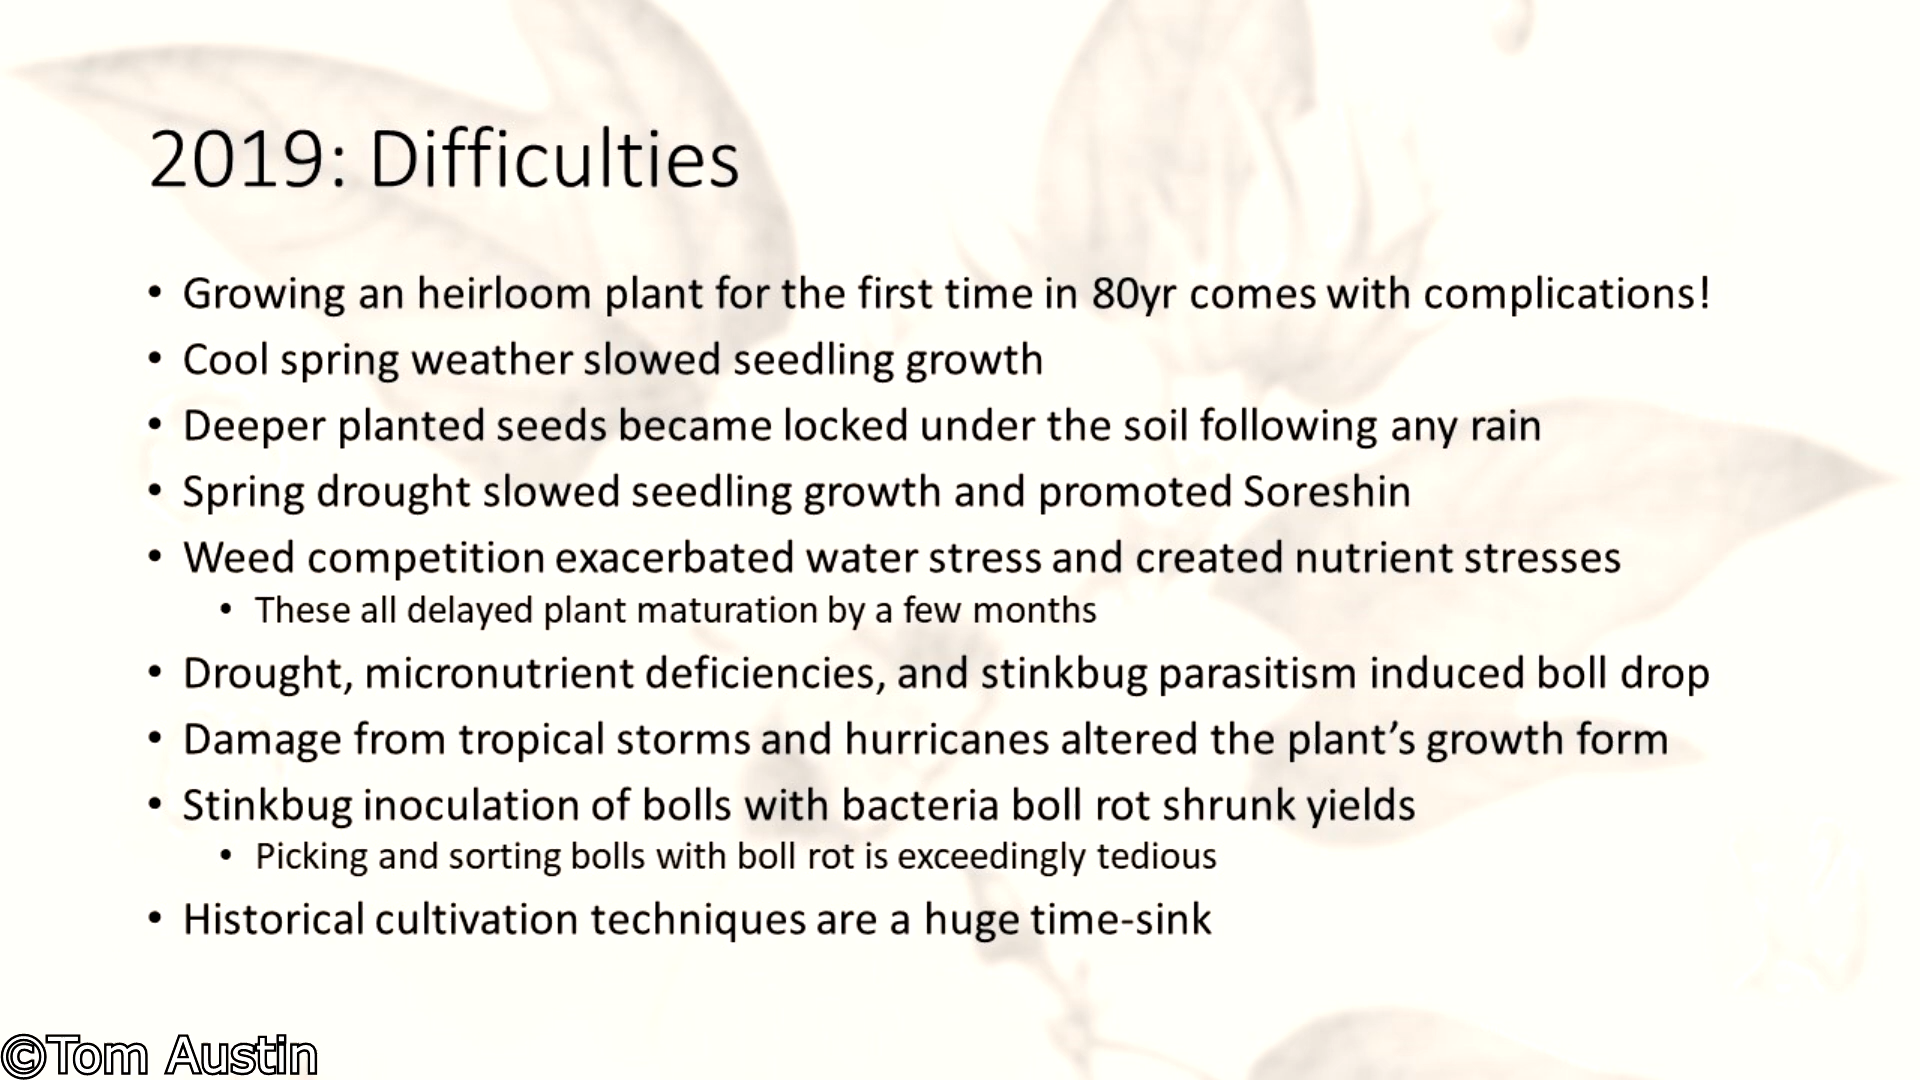 2019: Difficulties
• Growing an heirloom plant for the first time in 80yr comes with complications!
• Cool spring weather slowed seedling growth
• Deeper planted seeds became locked under the soil following any rain
• Spring drought slowed seedling growth and promoted Soreshin
• Weed competition exacerbated water stress and created nutrient stresses
• These all delayed plant maturation by a few months
• Drought, micronutrient deficiencies, and stinkbug parasitism induced boll drop
• Damage from tropical storms and hurricanes altered the plant’s growth form
• Stinkbug inoculation of bolls with bacteria boll rot shrunk yields
• Picking and sorting bolls with boll rot is exceedingly tedious
• Historical cultivation techniques are a huge time-sink
©Tom Austin